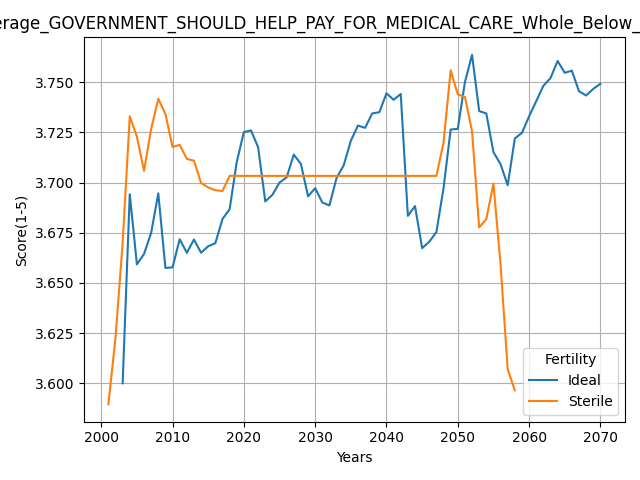 erage_GOVERNMENT_SHOULD_HELP_PAY_FOR_MEDICAL_CARE_Whole_Below_
3.750
3.725
3.700
3.675
3.650
3.625
3.600
Score(1-5)
2000 2010 2020 2030 2040 2050 2060 2070
Years
Fertility
Ideal
Sterile